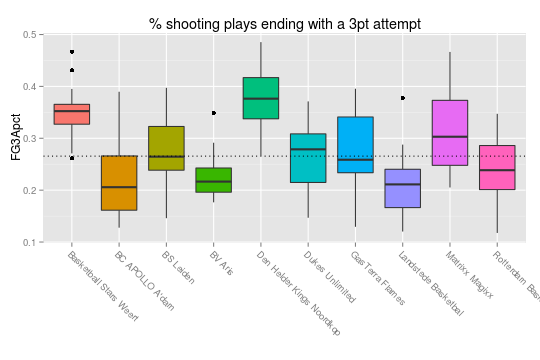 % shooting plays ending with a 3pt attempt
FG3Apct
0.5
0.4
0.3
0.2
0.1
Basketball Stars Weert
BC. APOLLO A'dam
BS Leiden
BV Aris
Den Helder Kings Noordkop
Dukes Unlimited
GasTerra Flames
Landstede Basketbal
Matrixx Magixx
Rotterdam Bas